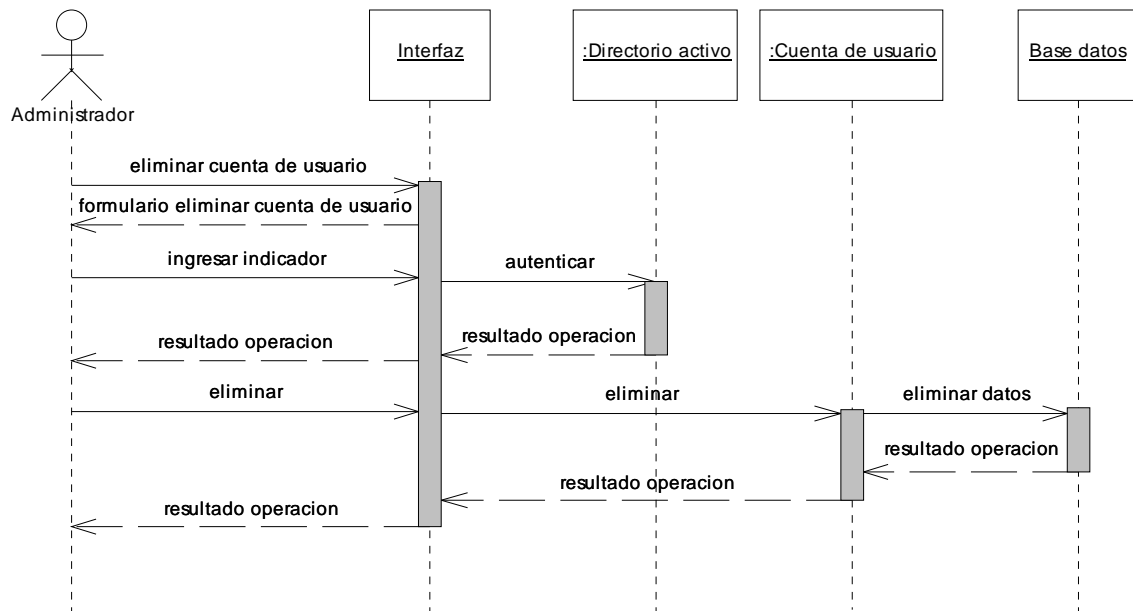 Interfaz
:Directorio activo
:Cuenta de usuario
Base datos
Administrador
eliminar cuenta de usuario
formulario eliminar cuenta de usuario
ingresar indicador
autenticar
resultado operacion
resultado operacion
eliminar
eliminar
eliminar datos
resultado operacion
resultado operacion
resultado operacion